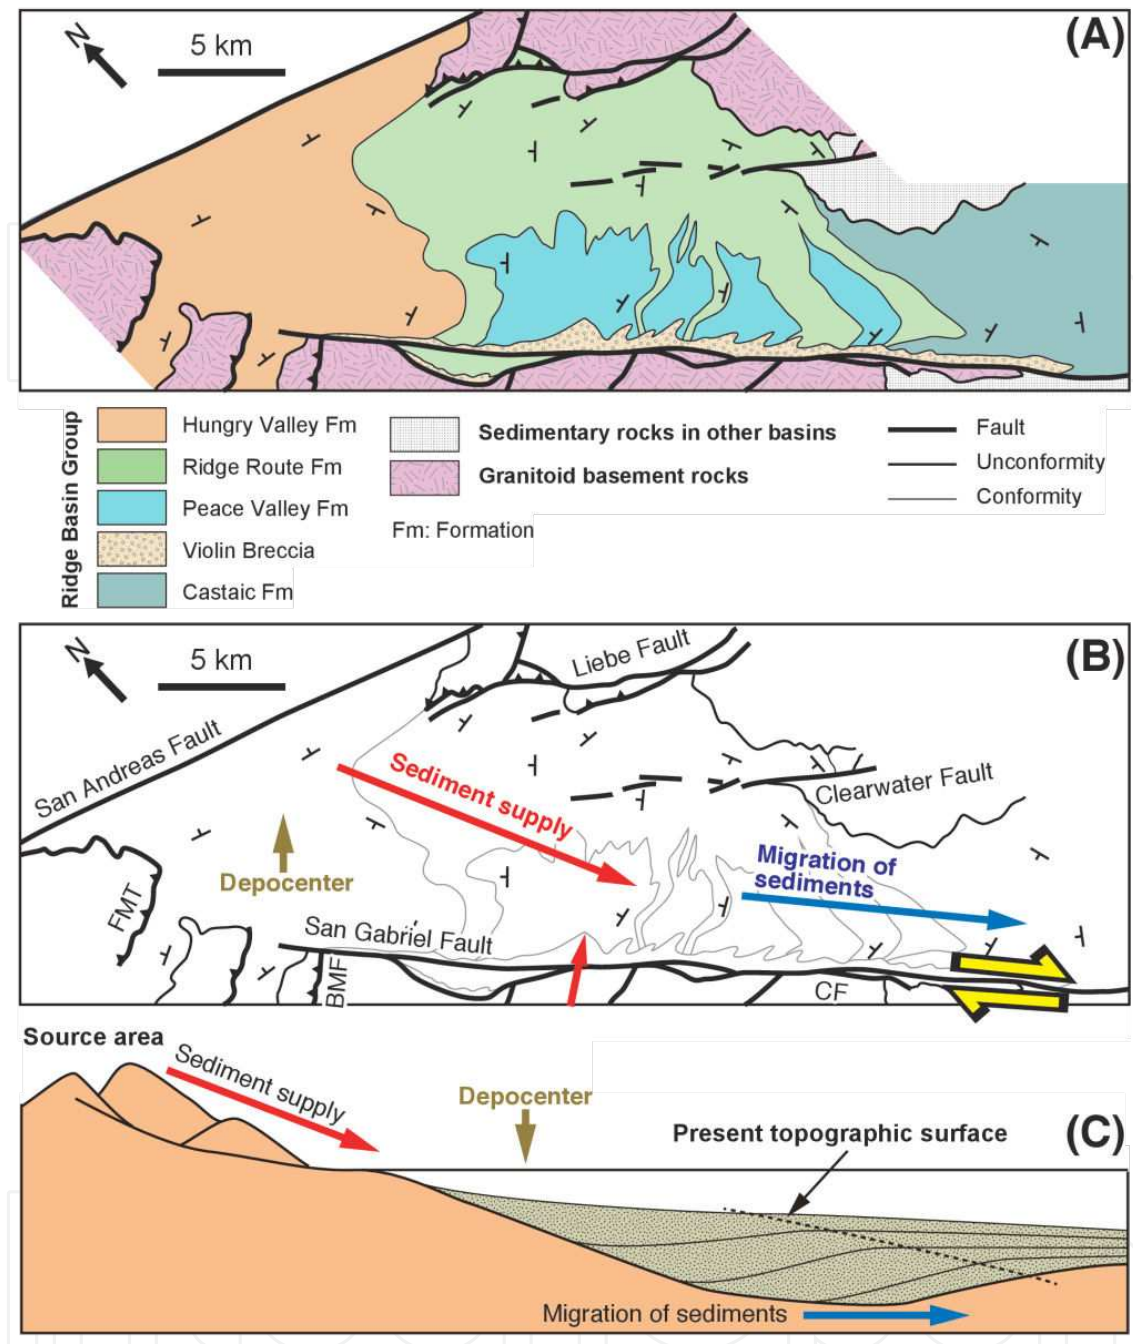 (A)
N
5 km
Ridge Basin Group
Hungry Valley Fm
Ridge Route Fm
Peace Valley Fm
Violin Breccia
Castaic Fm
Sedimentary rocks in other basins
Granitoid basement rocks
Fm: Formation
Fault
Unconformity
Conformity
(B)
N
5 km
Liebe Fault
San Andreas Fault
Sediment supply
Clearwater Fault
Migration of
sediments
Depocenter
FMT
San Gabriel Fault
BMF
CF
Source area
(C)
Sediment supply
Depocenter
Present topographic surface
Migration of sediments